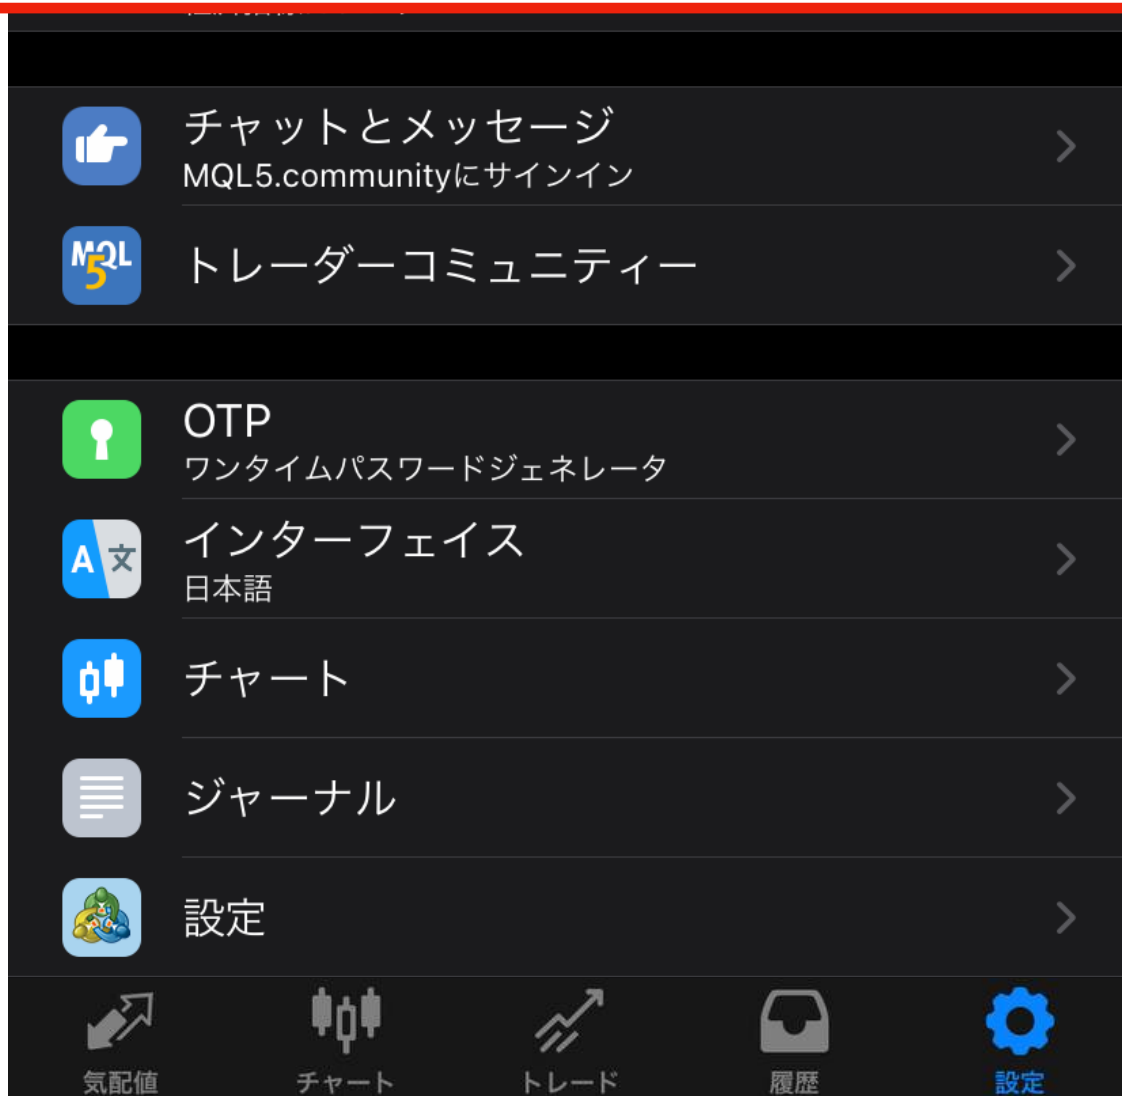 チャットとメッセージ
MQL5.communityにサインイン
MQL5
トレーダーコミュニティー
OTP
ワンタイムパスワードジェネレータ
A文
インターフェイス
日本語
チャート
ジャーナル
設定
気配値
チャート
トレード
履歴
設定